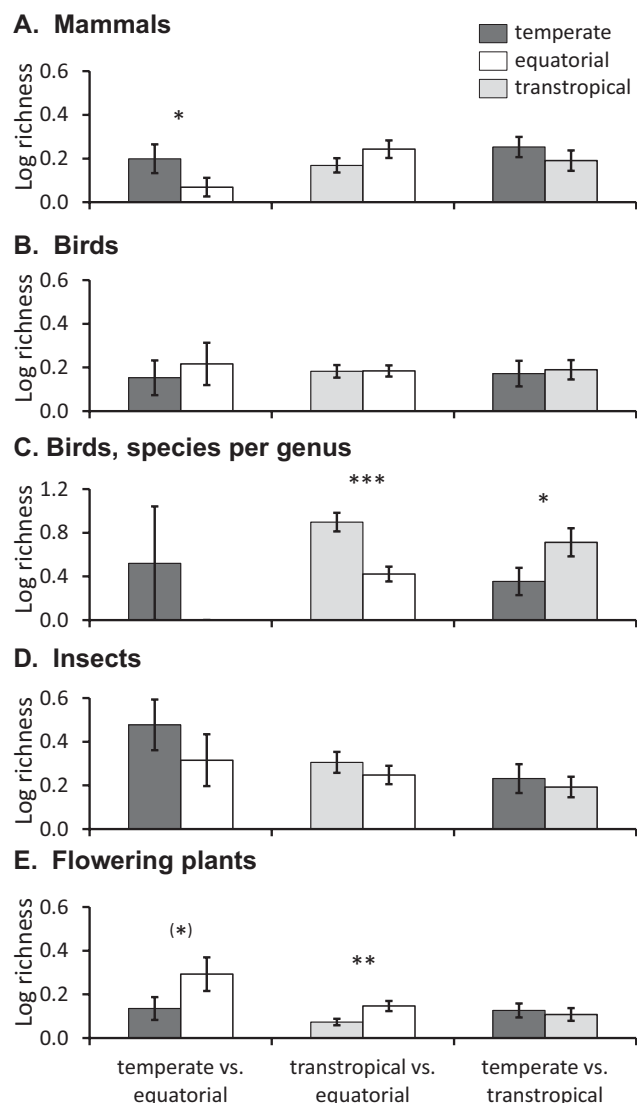 A. Mammals
temperate
equatorial
transtropical
Log richness
0.6
0.4
0.2
0.0
*
B. Birds
Log richness
0.6
0.4
0.2
0.0
C. Birds, species per genus
Log richness
1.2
0.8
0.4
0.0
***
*
D. Insects
Log richness
0.6
0.4
0.2
0.0
E. Flowering plants
Log richness
0.6
0.4
0.2
0.0
(*)
**
temperate vs.
equatorial
transtropical vs.
equatorial
temperate vs.
transtropical